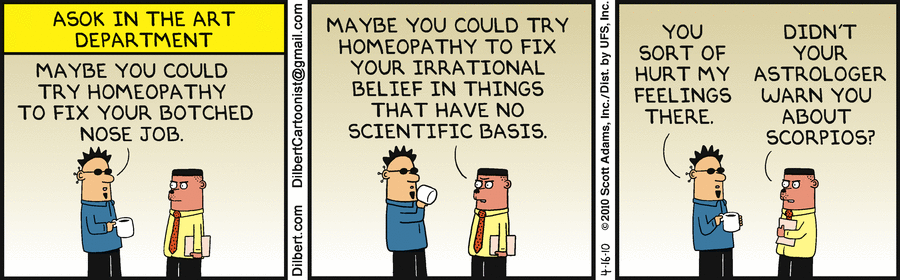 ASOK IN THE ART
DEPARTMENT
MAYBE YOU COULD
TRY HOMEOPATHY
TO FIX YOUR BOTCHED
NOSE JOB.
Dilbert.com DilbertCartoonist@gmail.com
MAYBE YOU COULD TRY
HOMEOPATHY TO FIX
YOUR IRRATIONAL
BELIEF IN THINGS
THAT HAVE NO
SCIENTIFIC BASIS.
4-16-10 ©2010 Scott Adams, Inc./Dist. by UFS, Inc.
YOU
SORT OF
HURT MY
FEELINGS
THERE.
DIDN'T
YOUR
ASTROLOGER
WARN YOU
ABOUT
SCORPIOS?